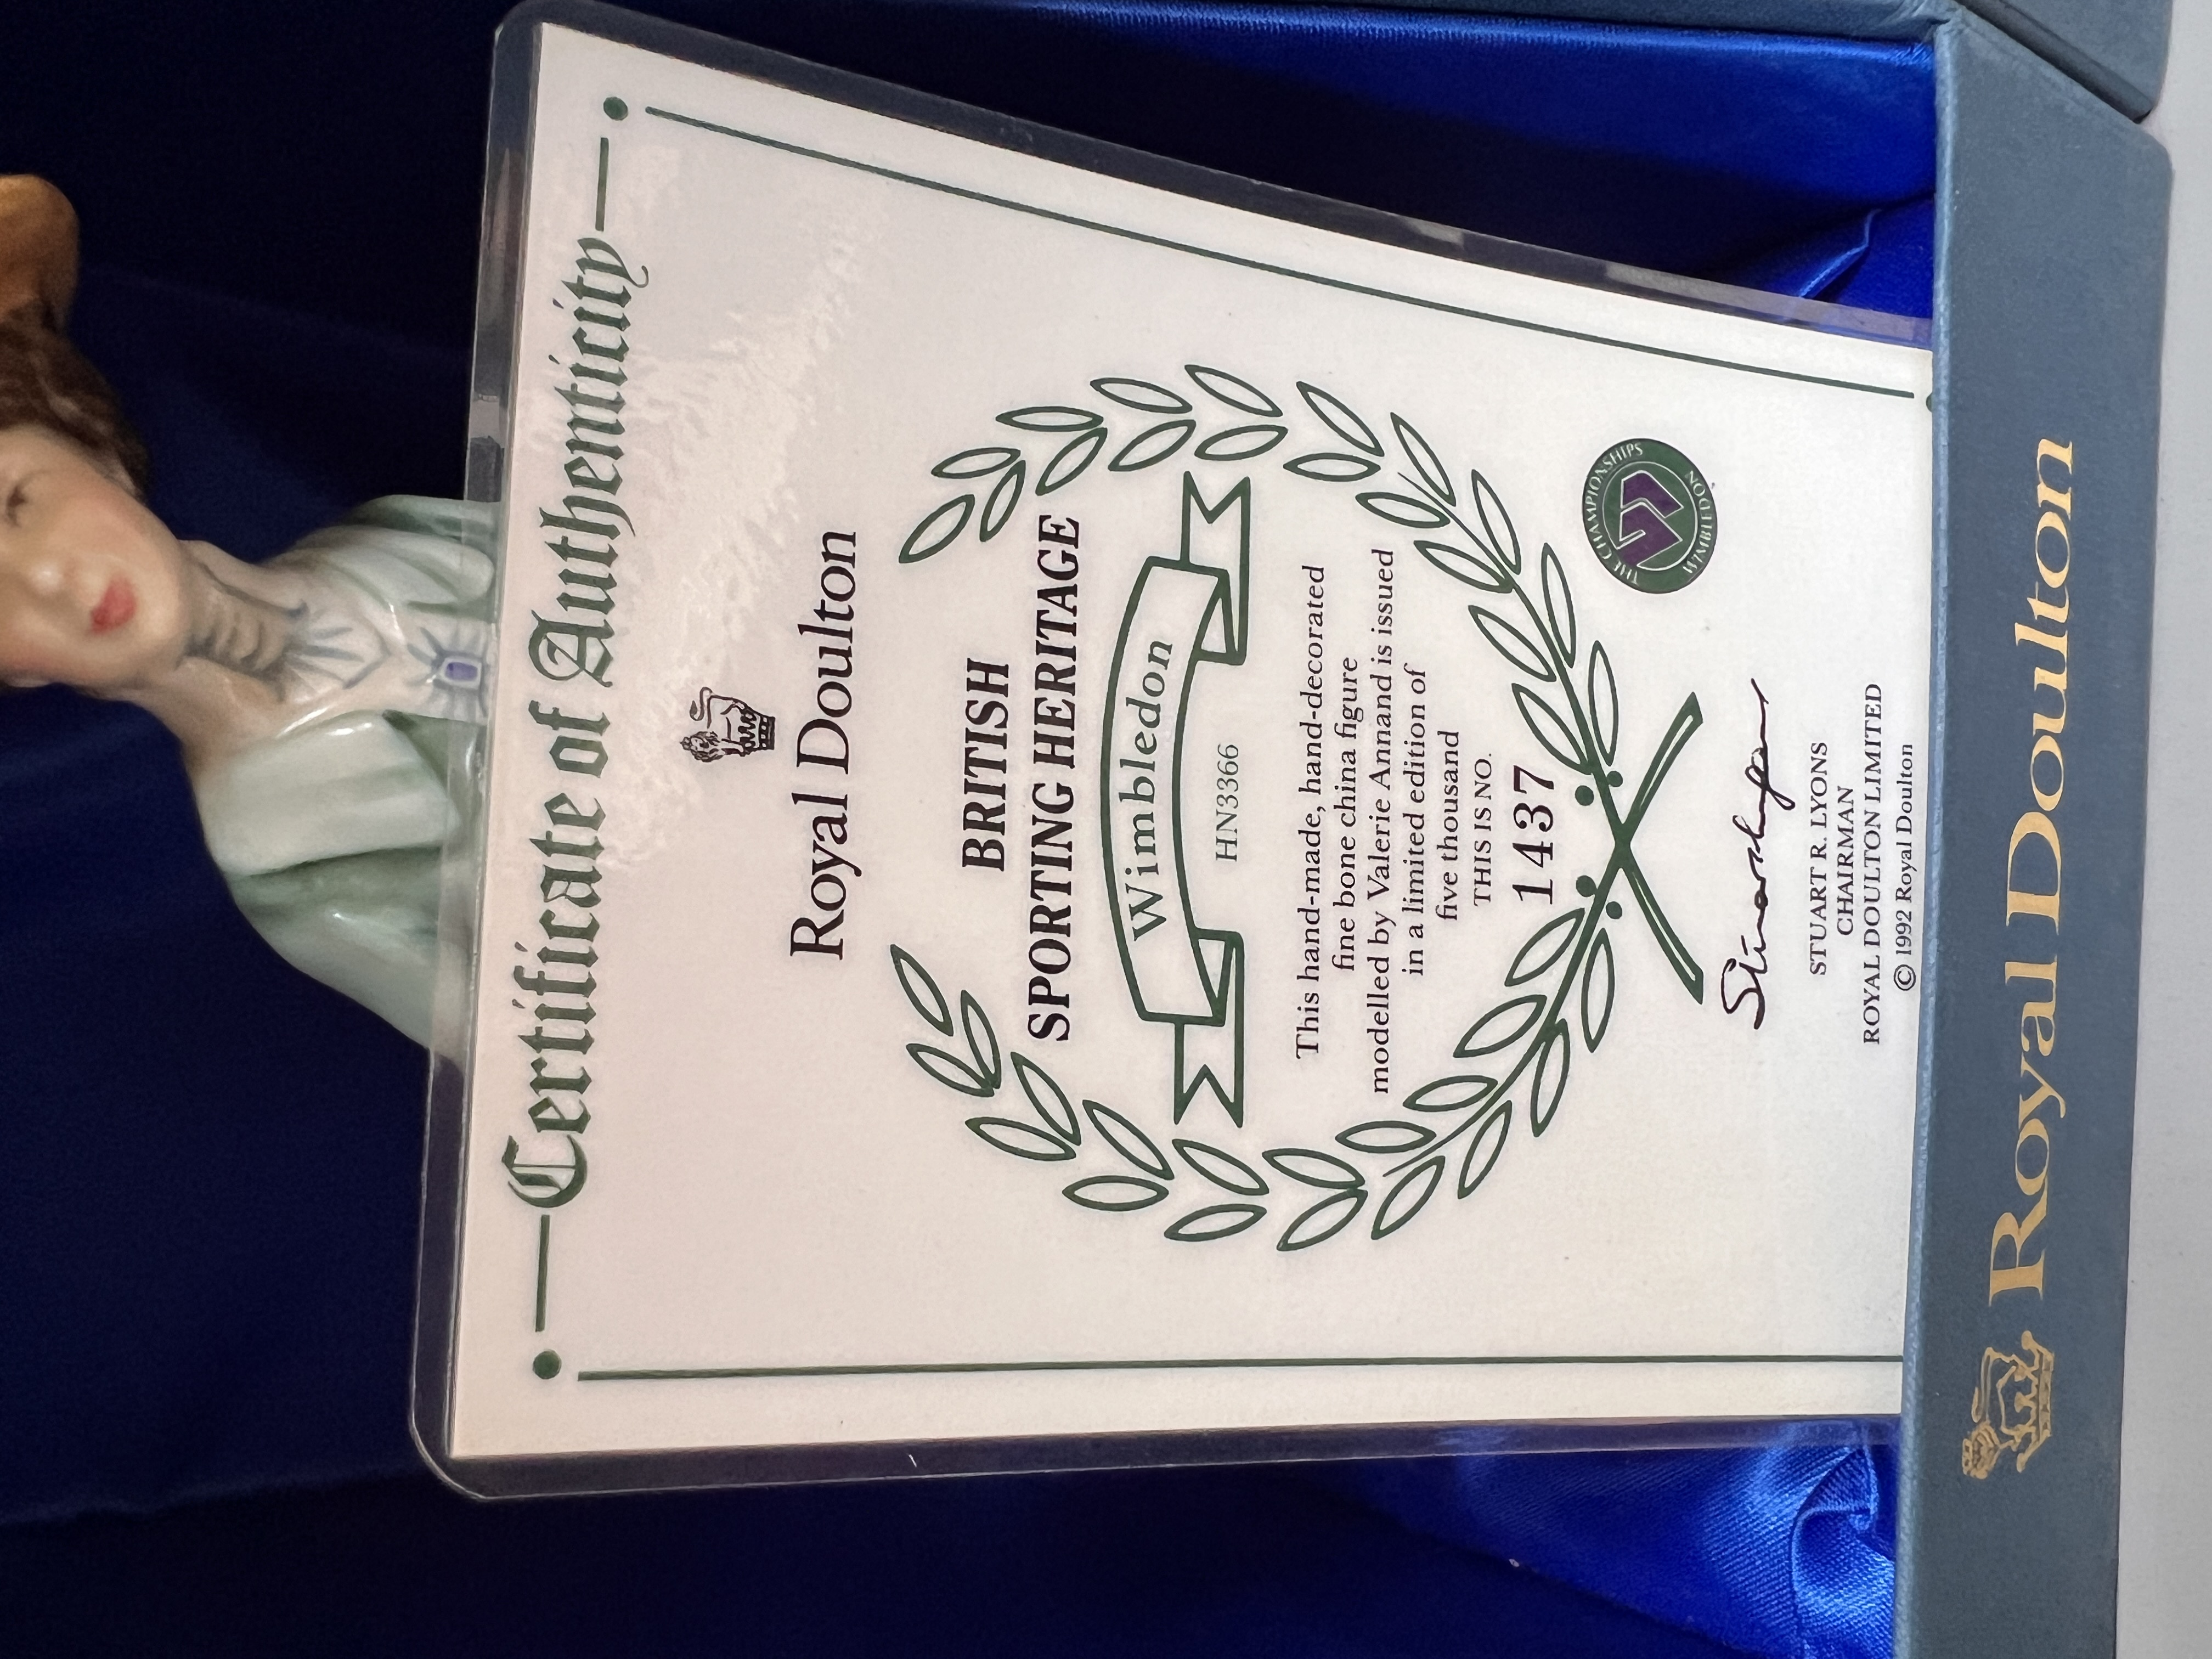 Certificate of Authenticity
Royal Doulton
BRITISH
SPORTING HERITAGE
Wimbledon
HN3366
This hand-made, hand-decorated
fine bone china figure
modelled by Valerie Annand is issued
in a limited edition of
five thousand
THIS IS NO.
1437
THE CHAMPIONSHIPS
WIMBLEDON
Stuart Lyons
STUART R. LYONS
CHAIRMAN
ROYAL DOULTON LIMITED
© 1992 Royal Doulton
Royal Doulton